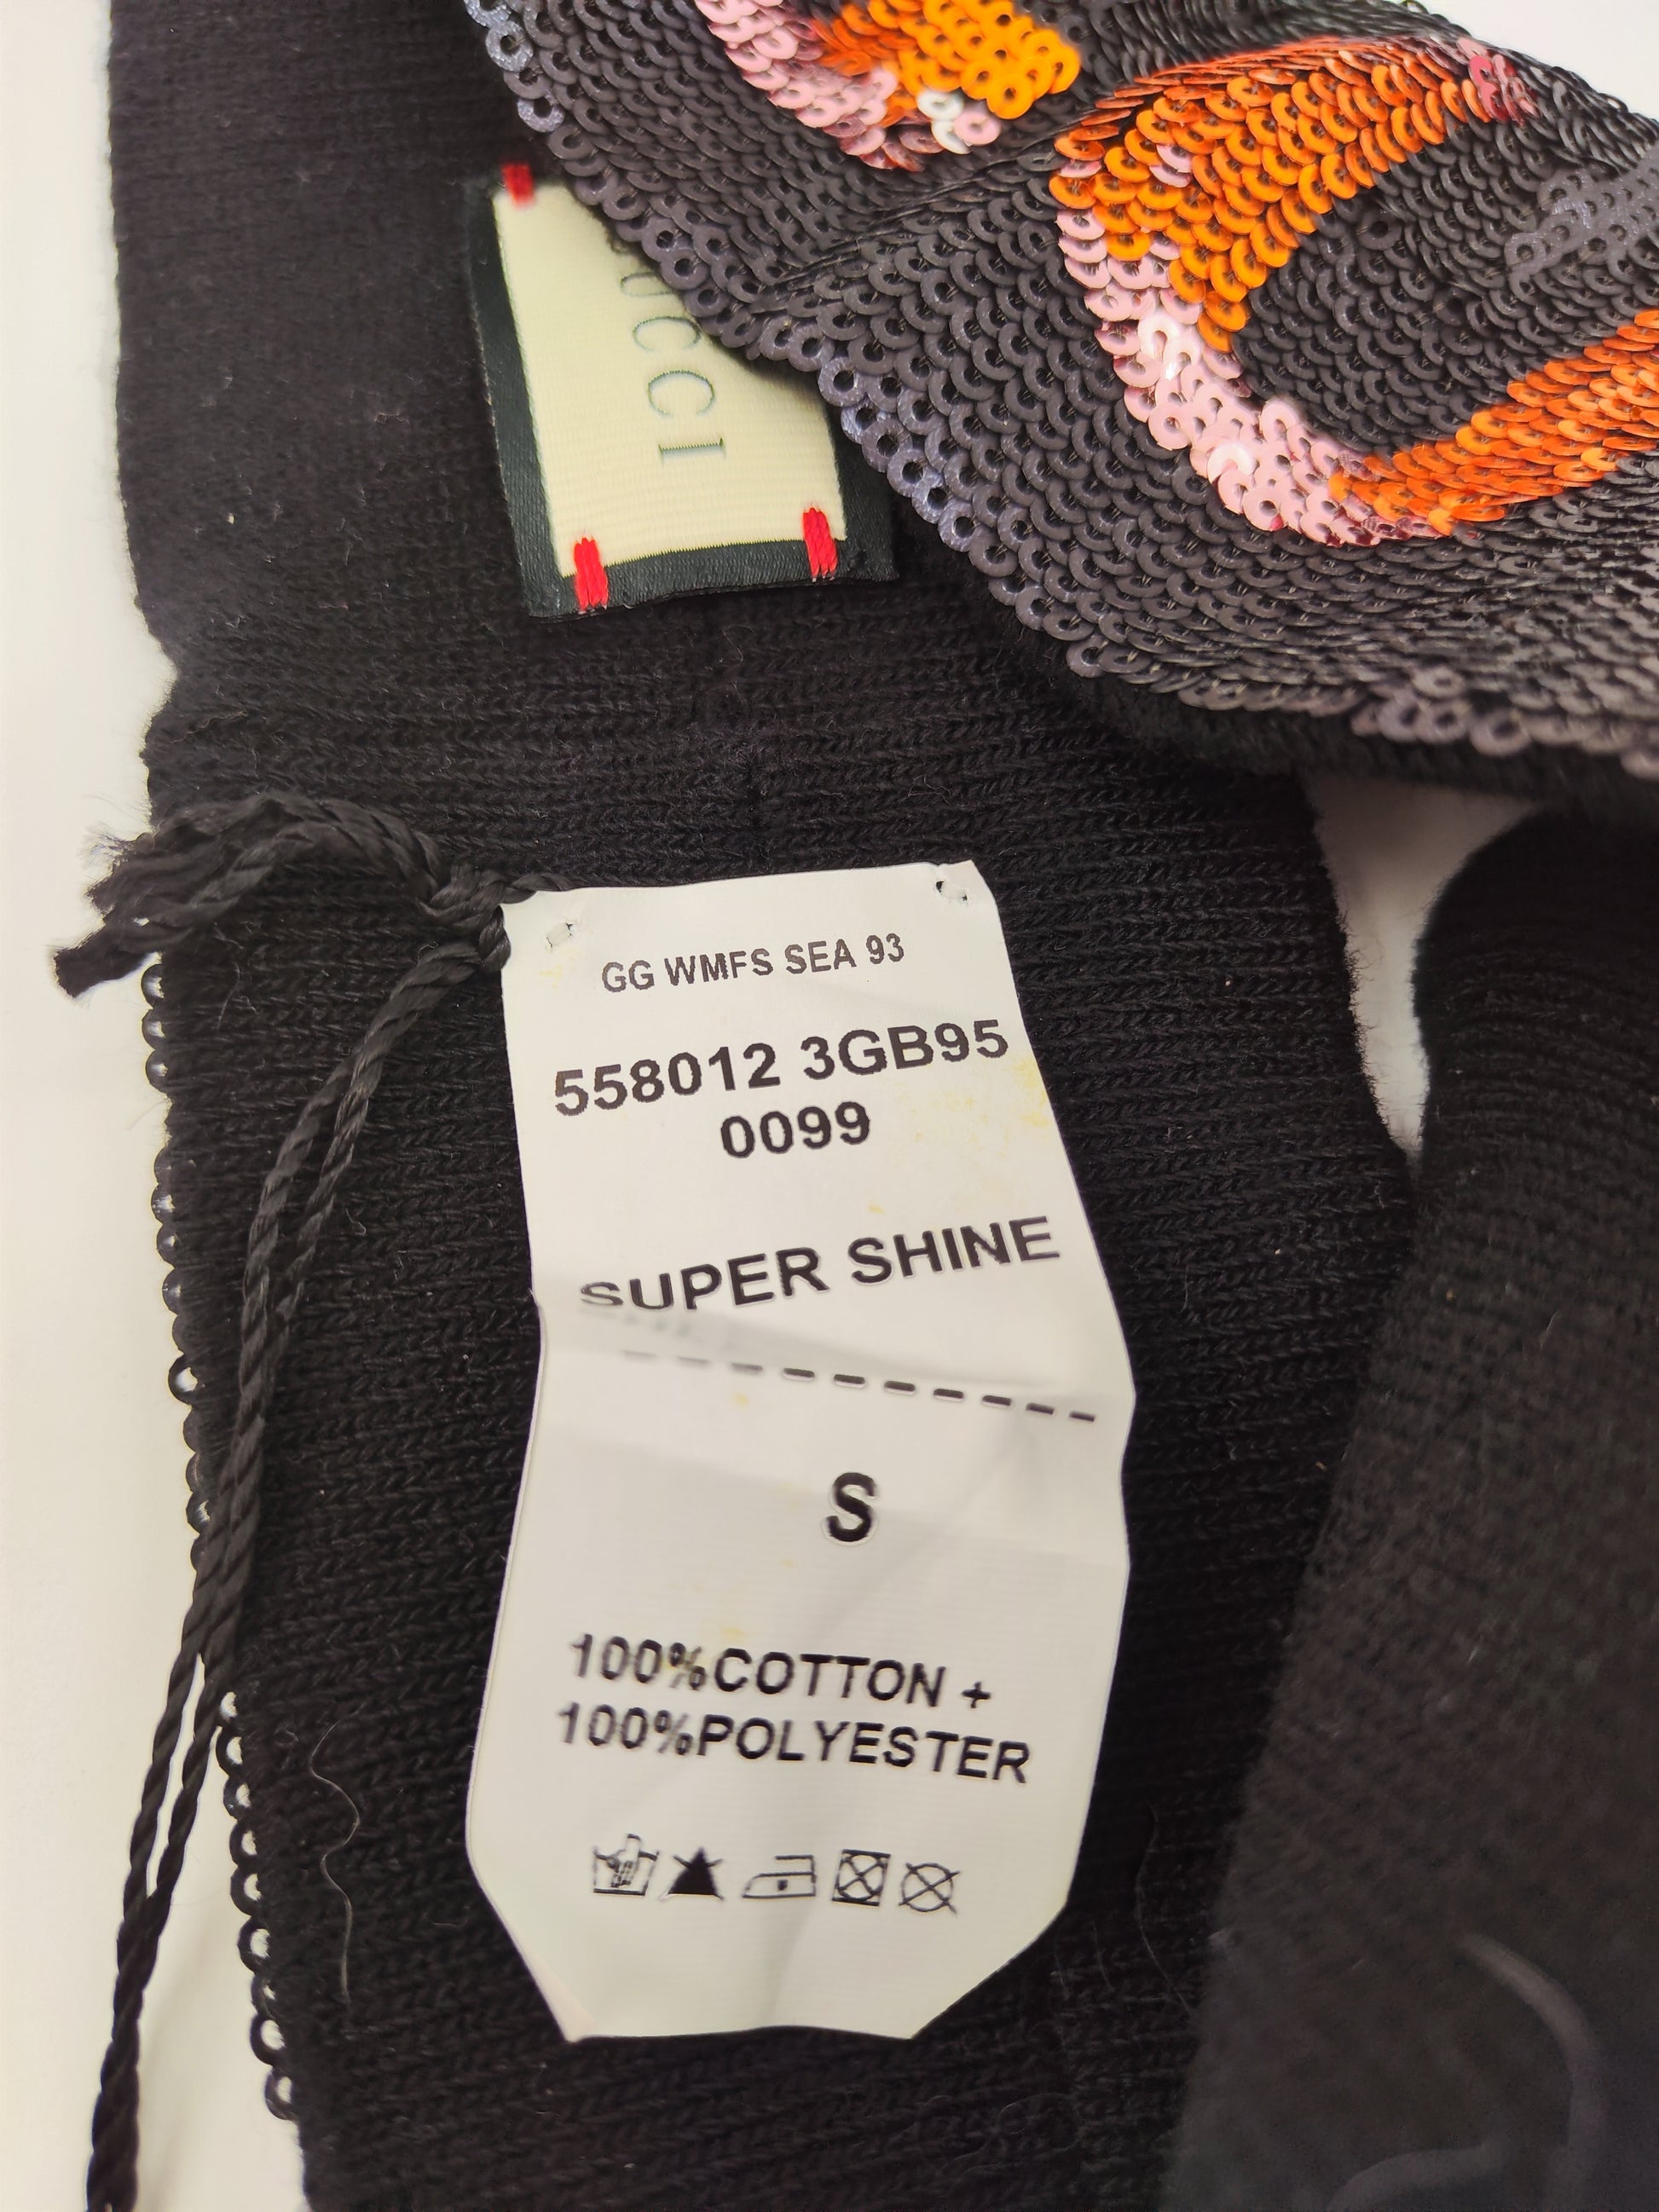 UCCI
GG WMFS SEA 93
558012 3GB95
0099
SUPER SHINE
S
100%COTTON +
100%POLYESTER